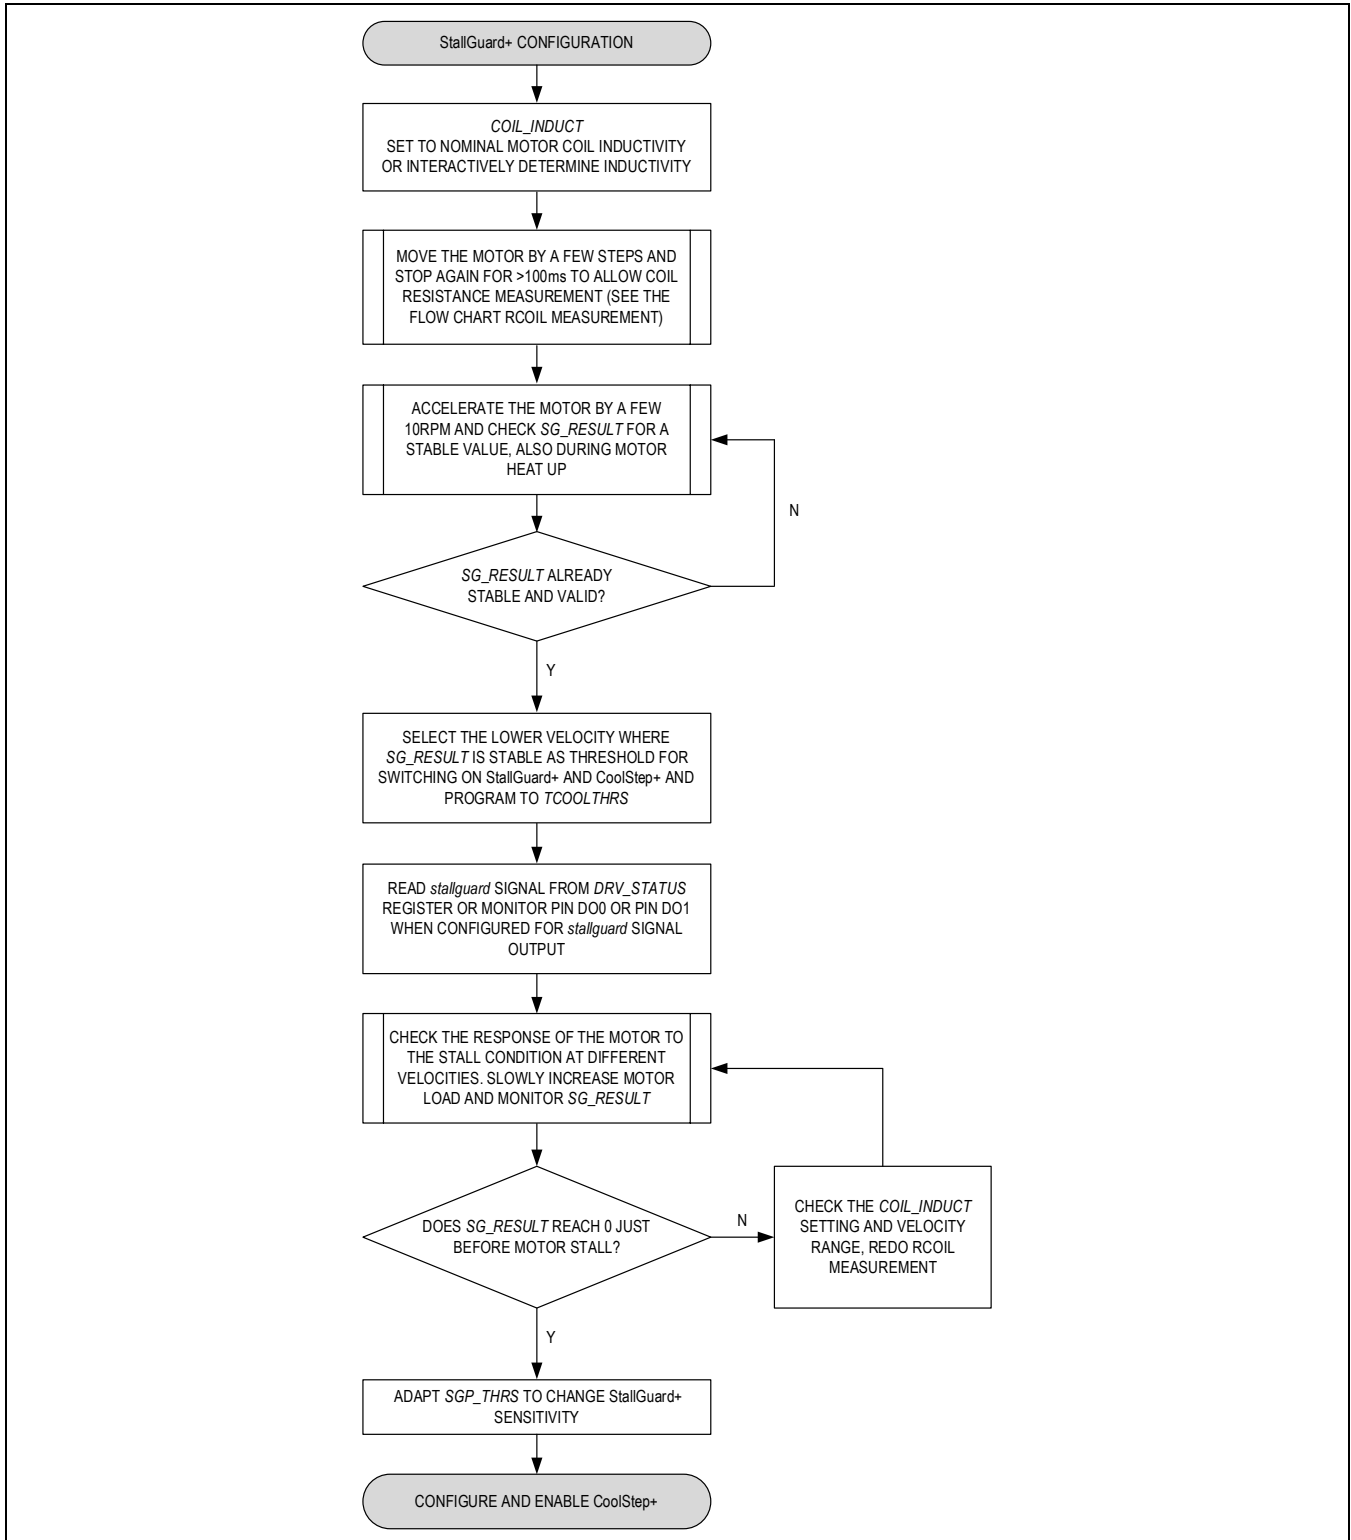 StallGuard+ CONFIGURATION
COIL_INDUCT
SET TO NOMINAL MOTOR COIL INDUCTIVITY
OR INTERACTIVELY DETERMINE INDUCTIVITY
MOVE THE MOTOR BY A FEW STEPS AND
STOP AGAIN FOR >100ms TO ALLOW COIL
RESISTANCE MEASUREMENT (SEE THE
FLOW CHART RCOIL MEASUREMENT)
ACCELERATE THE MOTOR BY A FEW
10RPM AND CHECK SG_RESULT FOR A
STABLE VALUE, ALSO DURING MOTOR
HEAT UP
N
SG_RESULT ALREADY
STABLE AND VALID?
Y
SELECT THE LOWER VELOCITY WHERE
SG_RESULT IS STABLE AS THRESHOLD FOR
SWITCHING ON StallGuard+ AND CoolStep+ AND
PROGRAM TO TCOOLTHRS
READ stallguard SIGNAL FROM DRV_STATUS
REGISTER OR MONITOR PIN DO0 OR PIN DO1
WHEN CONFIGURED FOR stallguard SIGNAL
OUTPUT
CHECK THE RESPONSE OF THE MOTOR TO
THE STALL CONDITION AT DIFFERENT
VELOCITIES. SLOWLY INCREASE MOTOR
LOAD AND MONITOR SG_RESULT
DOES SG_RESULT REACH 0 JUST
BEFORE MOTOR STALL?
N
CHECK THE COIL_INDUCT
SETTING AND VELOCITY
RANGE, REDO RCOIL
MEASUREMENT
Y
ADAPT SGP_THRS TO CHANGE StallGuard+
SENSITIVITY
CONFIGURE AND ENABLE CoolStep+